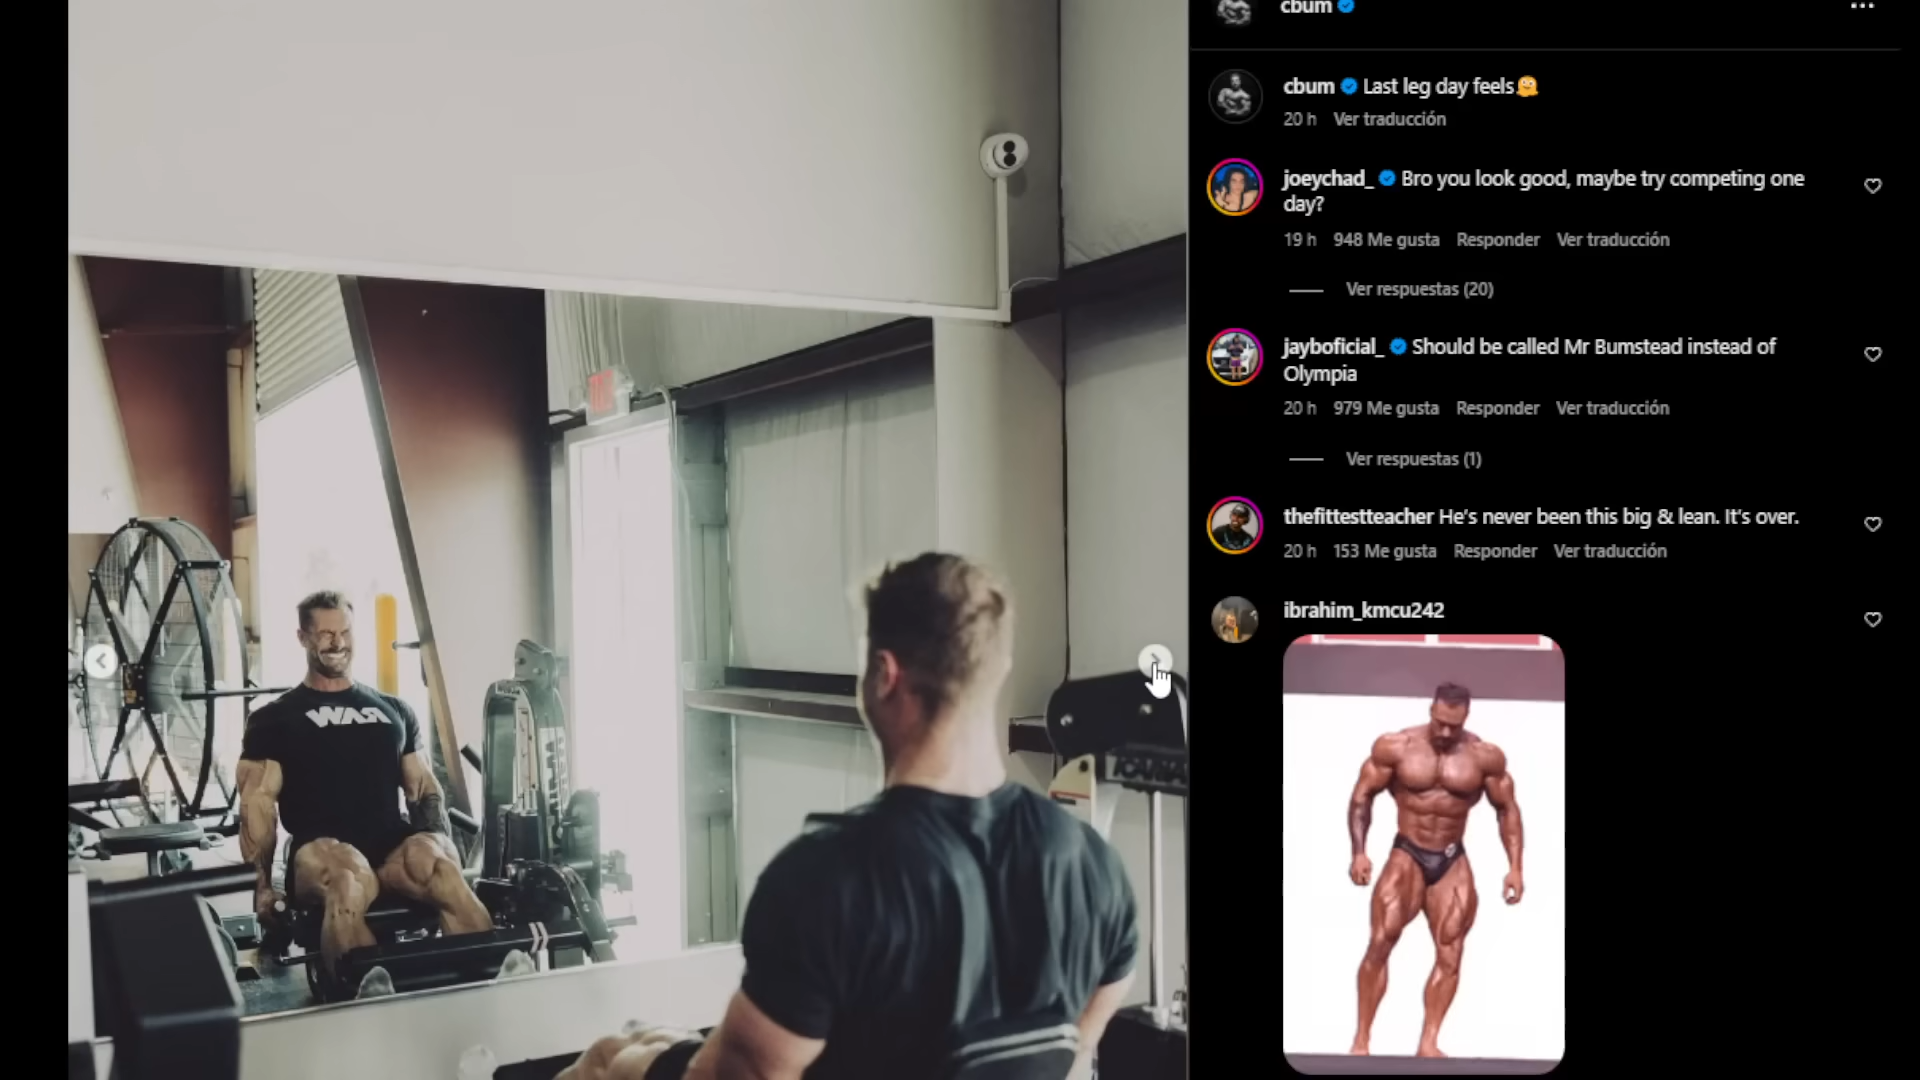 cbum
cbum Last leg day feels🫠
20 h Ver traducción
joeychad_ Bro you look good, maybe try competing one
day?
19 h 948 Me gusta Responder Ver traducción
Ver respuestas (20)
jayboficial_ Should be called Mr Bumstead instead of
Olympia
20 h 979 Me gusta Responder Ver traducción
Ver respuestas (1)
thefittestteacher He's never been this big & lean. It's over.
20 h 153 Me gusta Responder Ver traducción
ibrahim_kmcu242
RAW